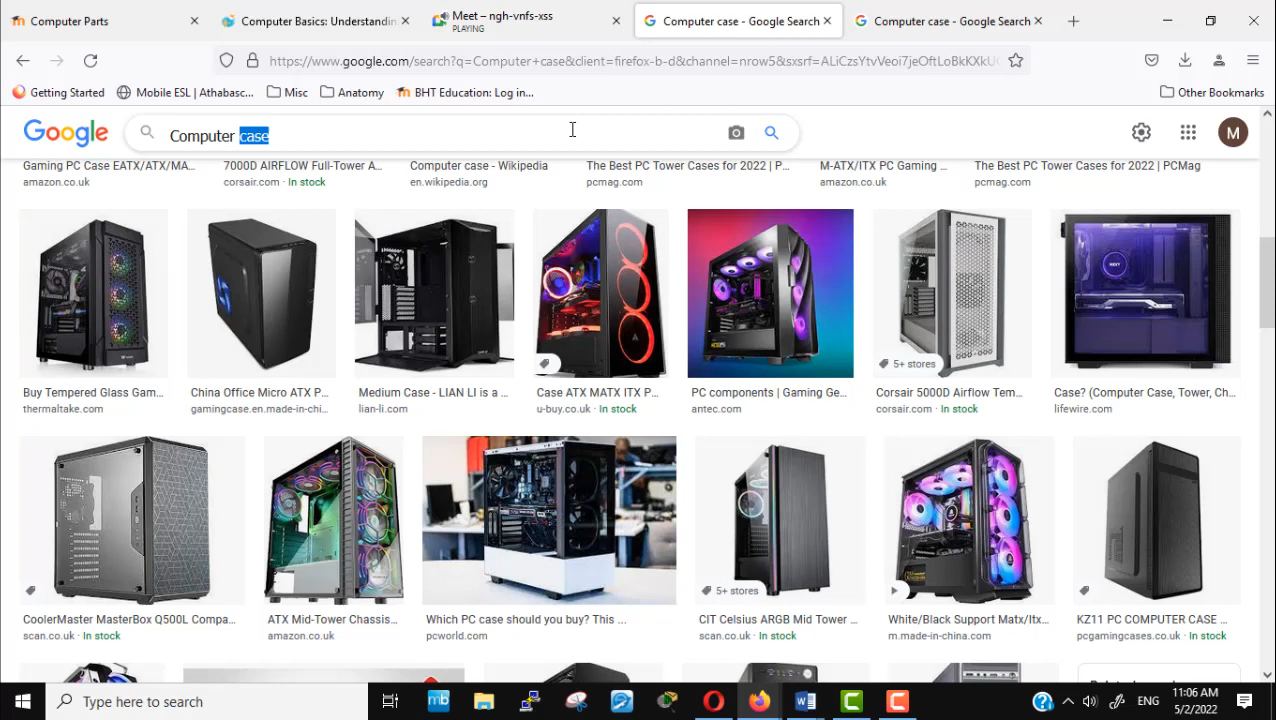 Computer Parts
Computer Basics: Understandin
Meet – ngh-vnfs-xss
PLAYING
Computer case - Google Search
Computer case - Google Search
https://www.google.com/search?q=Computer+case&client=firefox-b-d&channel=nrow5&sxsrf=ALiCzsYtvVeoi7jeOftLoBkKXkU
Getting Started
Mobile ESL | Athabasc...
Misc
Anatomy
BHT Education: Log in...
Other Bookmarks
Google
Computer case
M
Gaming PC Case EATX/ATX/MA...
7000D AIRFLOW Full-Tower A...
Computer case - Wikipedia
The Best PC Tower Cases for 2022 | P...
M-ATX/ITX PC Gaming ...
The Best PC Tower Cases for 2022 | PCMag
amazon.co.uk
corsair.com · In stock
en.wikipedia.org
pcmag.com
amazon.co.uk
pcmag.com
5+ stores
Buy Tempered Glass Gam...
China Office Micro ATX P...
Medium Case - LIAN LI is a ...
Case ATX MATX ITX P...
PC components | Gaming Ge...
Corsair 5000D Airflow Tem...
Case? (Computer Case, Tower, Ch...
thermaltake.com
gamingcase.en.made-in-chi...
lian-li.com
u-buy.co.uk · In stock
antec.com
corsair.com · In stock
lifewire.com
5+ stores
CoolerMaster MasterBox Q500L Compa...
ATX Mid-Tower Chassis...
Which PC case should you buy? This ...
CIT Celsius ARGB Mid Tower ...
White/Black Support Matx/Itx...
KZ11 PC COMPUTER CASE ...
scan.co.uk · In stock
amazon.co.uk
pcworld.com
scan.co.uk · In stock
m.made-in-china.com
pcgamingcases.co.uk · In stock
Type here to search
ENG
11:06 AM
5/2/2022